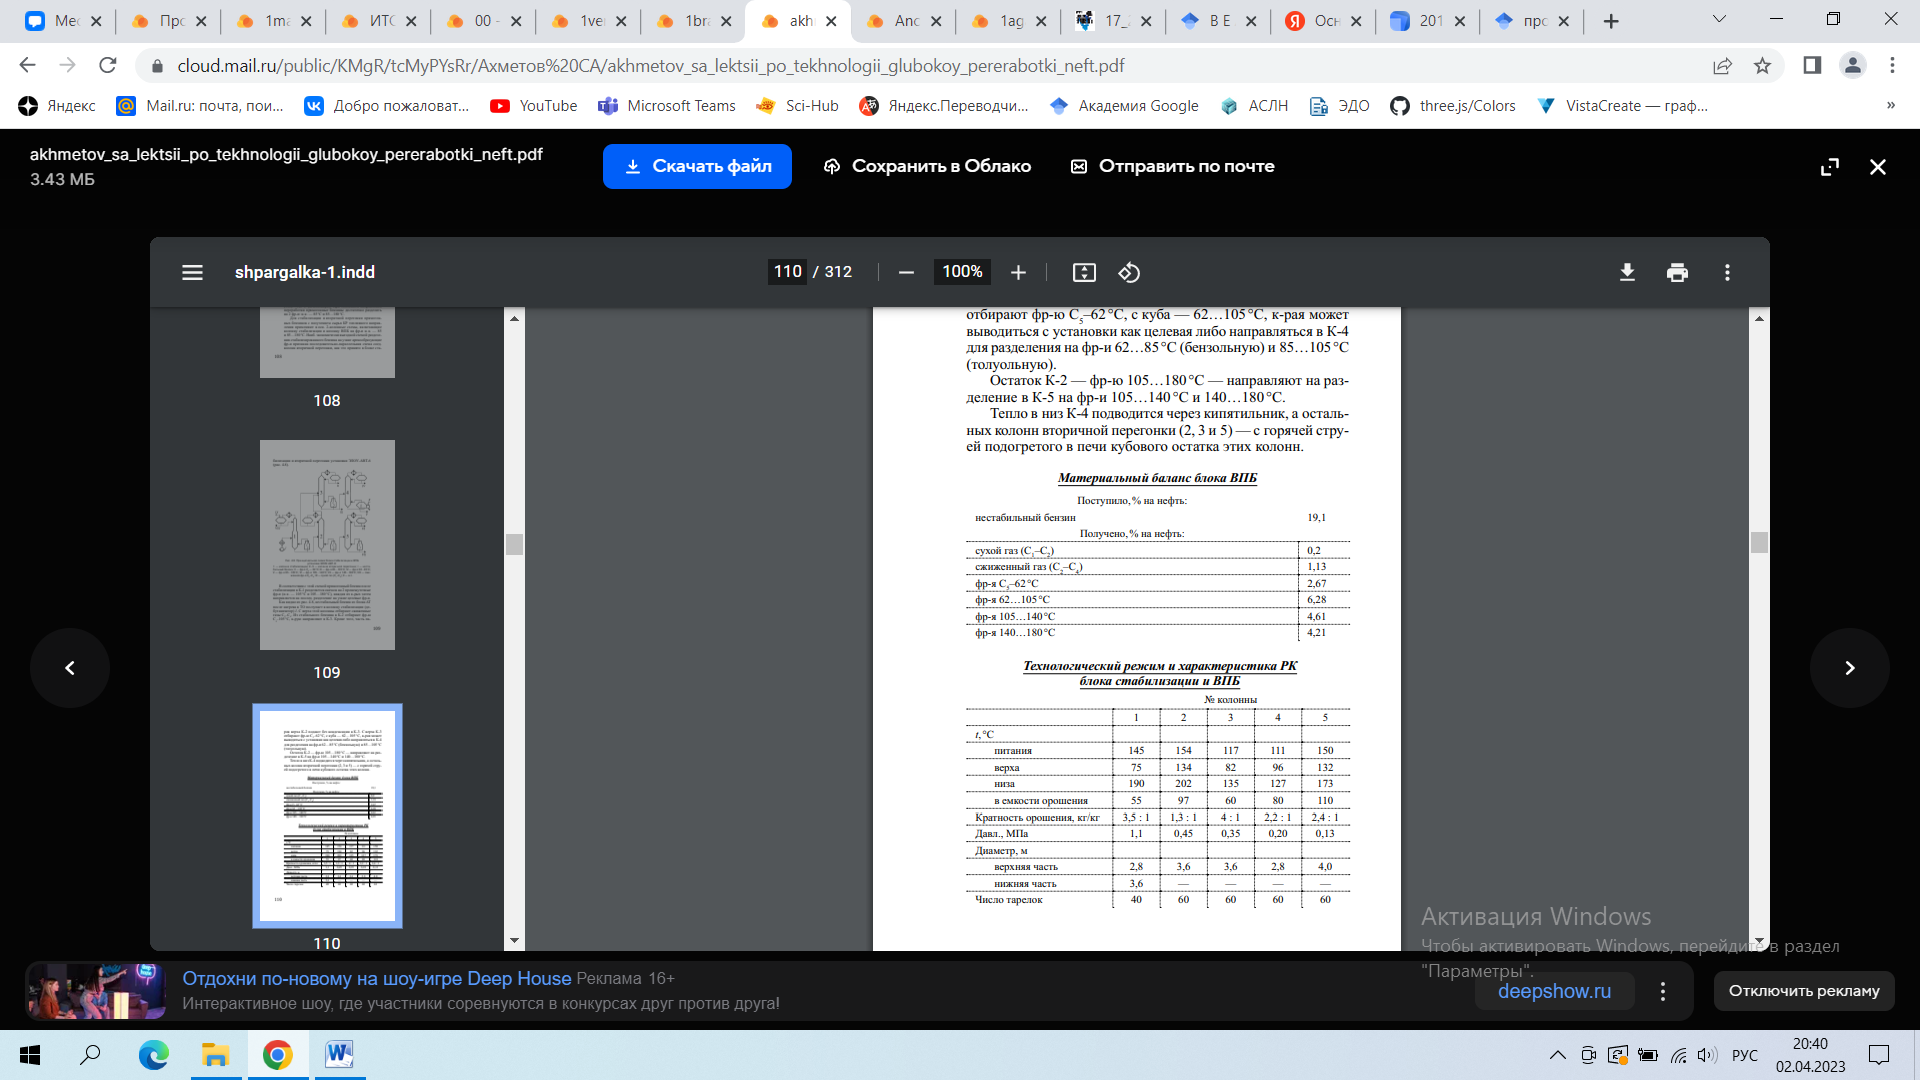 Мес
Про
1ma
ИТС
00 -
1ver
1bra
akh
Anc
1ag
17_
В Е
Осн
201
про
cloud.mail.ru/public/KMgR/tcMyPYsRr/Ахметов%20СА/akhmetov_sa_lektsii_po_tekhnologii_glubokoy_pererabotki_neft.pdf
Яндекс
Mail.ru: почта, пои...
Добро пожаловат...
YouTube
Microsoft Teams
Sci-Hub
Яндекс.Переводчи...
Академия Google
АСЛН
ЭДО
three.js/Colors
VistaCreate — граф...
»
akhmetov_sa_lektsii_po_tekhnologii_glubokoy_pererabotki_neft.pdf
3.43 МБ
Скачать файл
Сохранить в Облако
Отправить по почте
shpargalka-1.indd
110 / 312
100%
108
109
110
отбирают фр-ю C5–62 °C, с куба — 62…105 °C, к-рая может
выводиться с установки как целевая либо направляться в К-4
для разделения на фр-и 62…85 °C (бензольную) и 85…105 °C
(толуольную).
Остаток К-2 — фр-ю 105…180 °C — направляют на раз-
деление в К-5 на фр-и 105…140 °C и 140…180 °C.
Тепло в низ К-4 подводится через кипятильник, а осталь-
ных колонн вторичной перегонки (2, 3 и 5) — с горячей стру-
ей подогретого в печи кубового остатка этих колонн.
Материальный баланс блока ВПБ
Поступило, % на нефть:
нестабильный бензин 19,1
Получено, % на нефть:
сухой газ (C1–C2) 0,2
сжиженный газ (C2–C4) 1,13
фр-я C5–62 °C 2,67
фр-я 62…105 °C 6,28
фр-я 105…140 °C 4,61
фр-я 140…180 °C 4,21
Технологический режим и характеристика РК
блока стабилизации и ВПБ
№ колонны
1 2 3 4 5
t, °C
питания 145 154 117 111 150
верха 75 134 82 96 132
низа 190 202 135 127 173
в емкости орошения 55 97 60 80 110
Кратность орошения, кг/кг 3,5 : 1 1,3 : 1 4 : 1 2,2 : 1 2,4 : 1
Давл., МПа 1,1 0,45 0,35 0,20 0,13
Диаметр, м
верхняя часть 2,8 3,6 3,6 2,8 4,0
нижняя часть 3,6 — — — —
Число тарелок 40 60 60 60 60
Активация Windows
Чтобы активировать Windows, перейдите в раздел
"Параметры".
Отдохни по-новому на шоу-игре Deep House Реклама 16+
Интерактивное шоу, где участники соревнуются в конкурсах друг против друга!
deepshow.ru
Отключить рекламу
РУС
20:40
02.04.2023